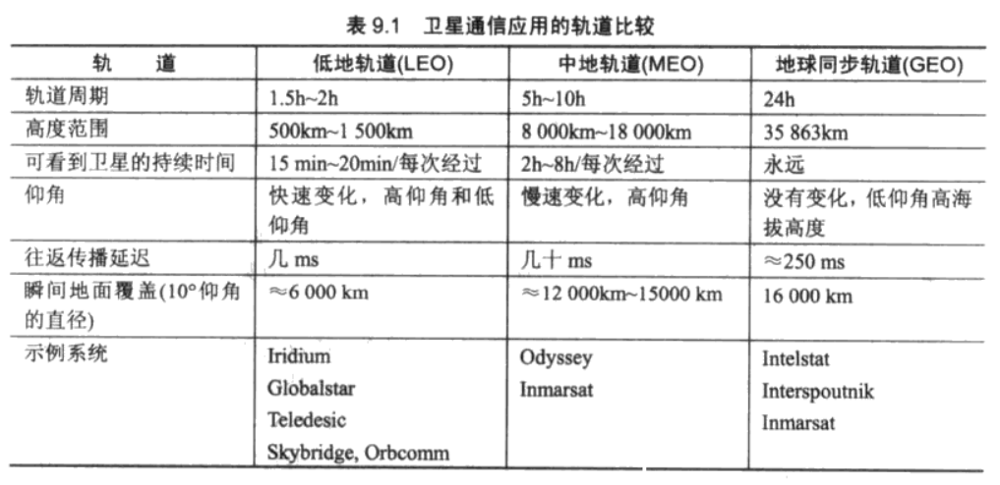 表 9.1 卫星通信应用的轨道比较
轨 道 低地轨道(LEO) 中地轨道(MEO) 地球同步轨道(GEO)
轨道周期 1.5h~2h 5h~10h 24h
高度范围 500km~1 500km 8 000km~18 000km 35 863km
可看到卫星的持续时间 15 min~20min/每次经过 2h~8h/每次经过 永远
仰角 快速变化，高仰角和低 慢速变化，高仰角 没有变化，低仰角高海
仰角 拔高度
往返传播延迟 几 ms 几十 ms ≈250 ms
瞬间地面覆盖(10°仰角 ≈6 000 km ≈12 000km~15000 km 16 000 km
的直径)
示例系统 Iridium Odyssey Intelstat
Globalstar Inmarsat Interspoutnik
Teledesic Inmarsat
Skybridge, Orbcomm